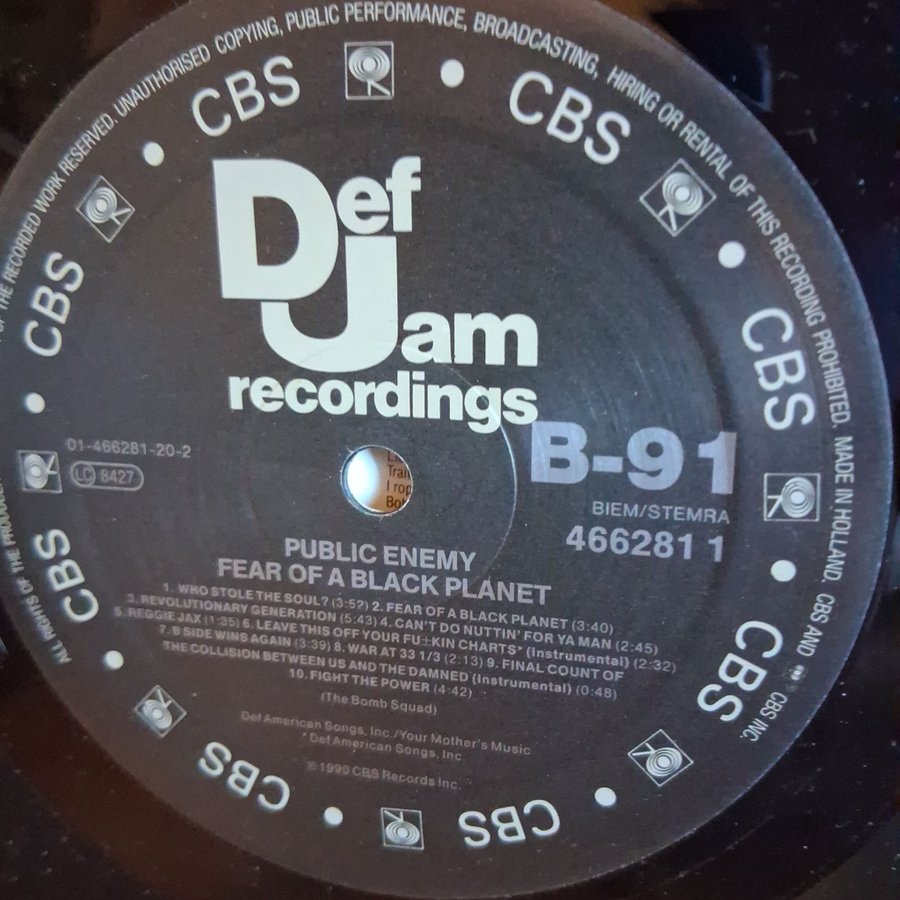 OF THE RECORDED WORK RESERVED. UNAUTHORISED COPYING, PUBLIC PERFORMANCE, BROADCASTING, HIRING OR RENTAL OF THIS RECORDING PROHIBITED. MADE IN HOLLAND. CBS AND CBS INC.
CBS
CBS
CBS
CBS
CBS
CBS
CBS
CBS
CBS
Def
Jam
recordings
B-91
BIEM/STEMRA
466281 1
01-466281-20-2
LC 8427
Tran
I rop
Bob
PUBLIC ENEMY
FEAR OF A BLACK PLANET
1. WHO STOLE THE SOUL? (3:52) 2. FEAR OF A BLACK PLANET (3:40)
3. REVOLUTIONARY GENERATION (5:43) 4. CAN'T DO NUTTIN' FOR YA MAN (2:45)
5. REGGIE JAX (1:35) 6. LEAVE THIS OFF YOUR FU+KIN CHARTS* (Instrumental) (2:32)
7. B SIDE WINS AGAIN (3:39) 8. WAR AT 33 1/3 (2:13) 9. FINAL COUNT OF
THE COLLISION BETWEEN US AND THE DAMNED (Instrumental) (0:48)
10. FIGHT THE POWER (4:42)
(The Bomb Squad)
Def American Songs, Inc./Your Mother's Music
* Def American Songs, Inc.
℗ 1990 CBS Records Inc.
ALL RIGHTS OF THE PRODUCER